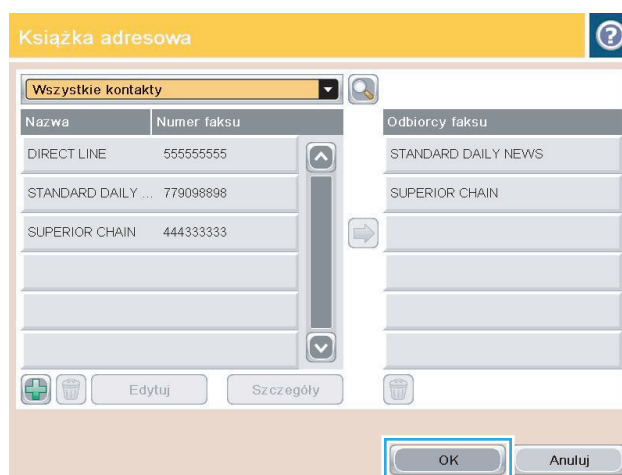 Książka adresowa
?
Wszystkie kontakty
Nazwa Numer faksu
DIRECT LINE 555555555
STANDARD DAILY ... 779098898
SUPERIOR CHAIN 444333333
Edytuj Szczegóły
Odbiorcy faksu
STANDARD DAILY NEWS
SUPERIOR CHAIN
OK Anuluj